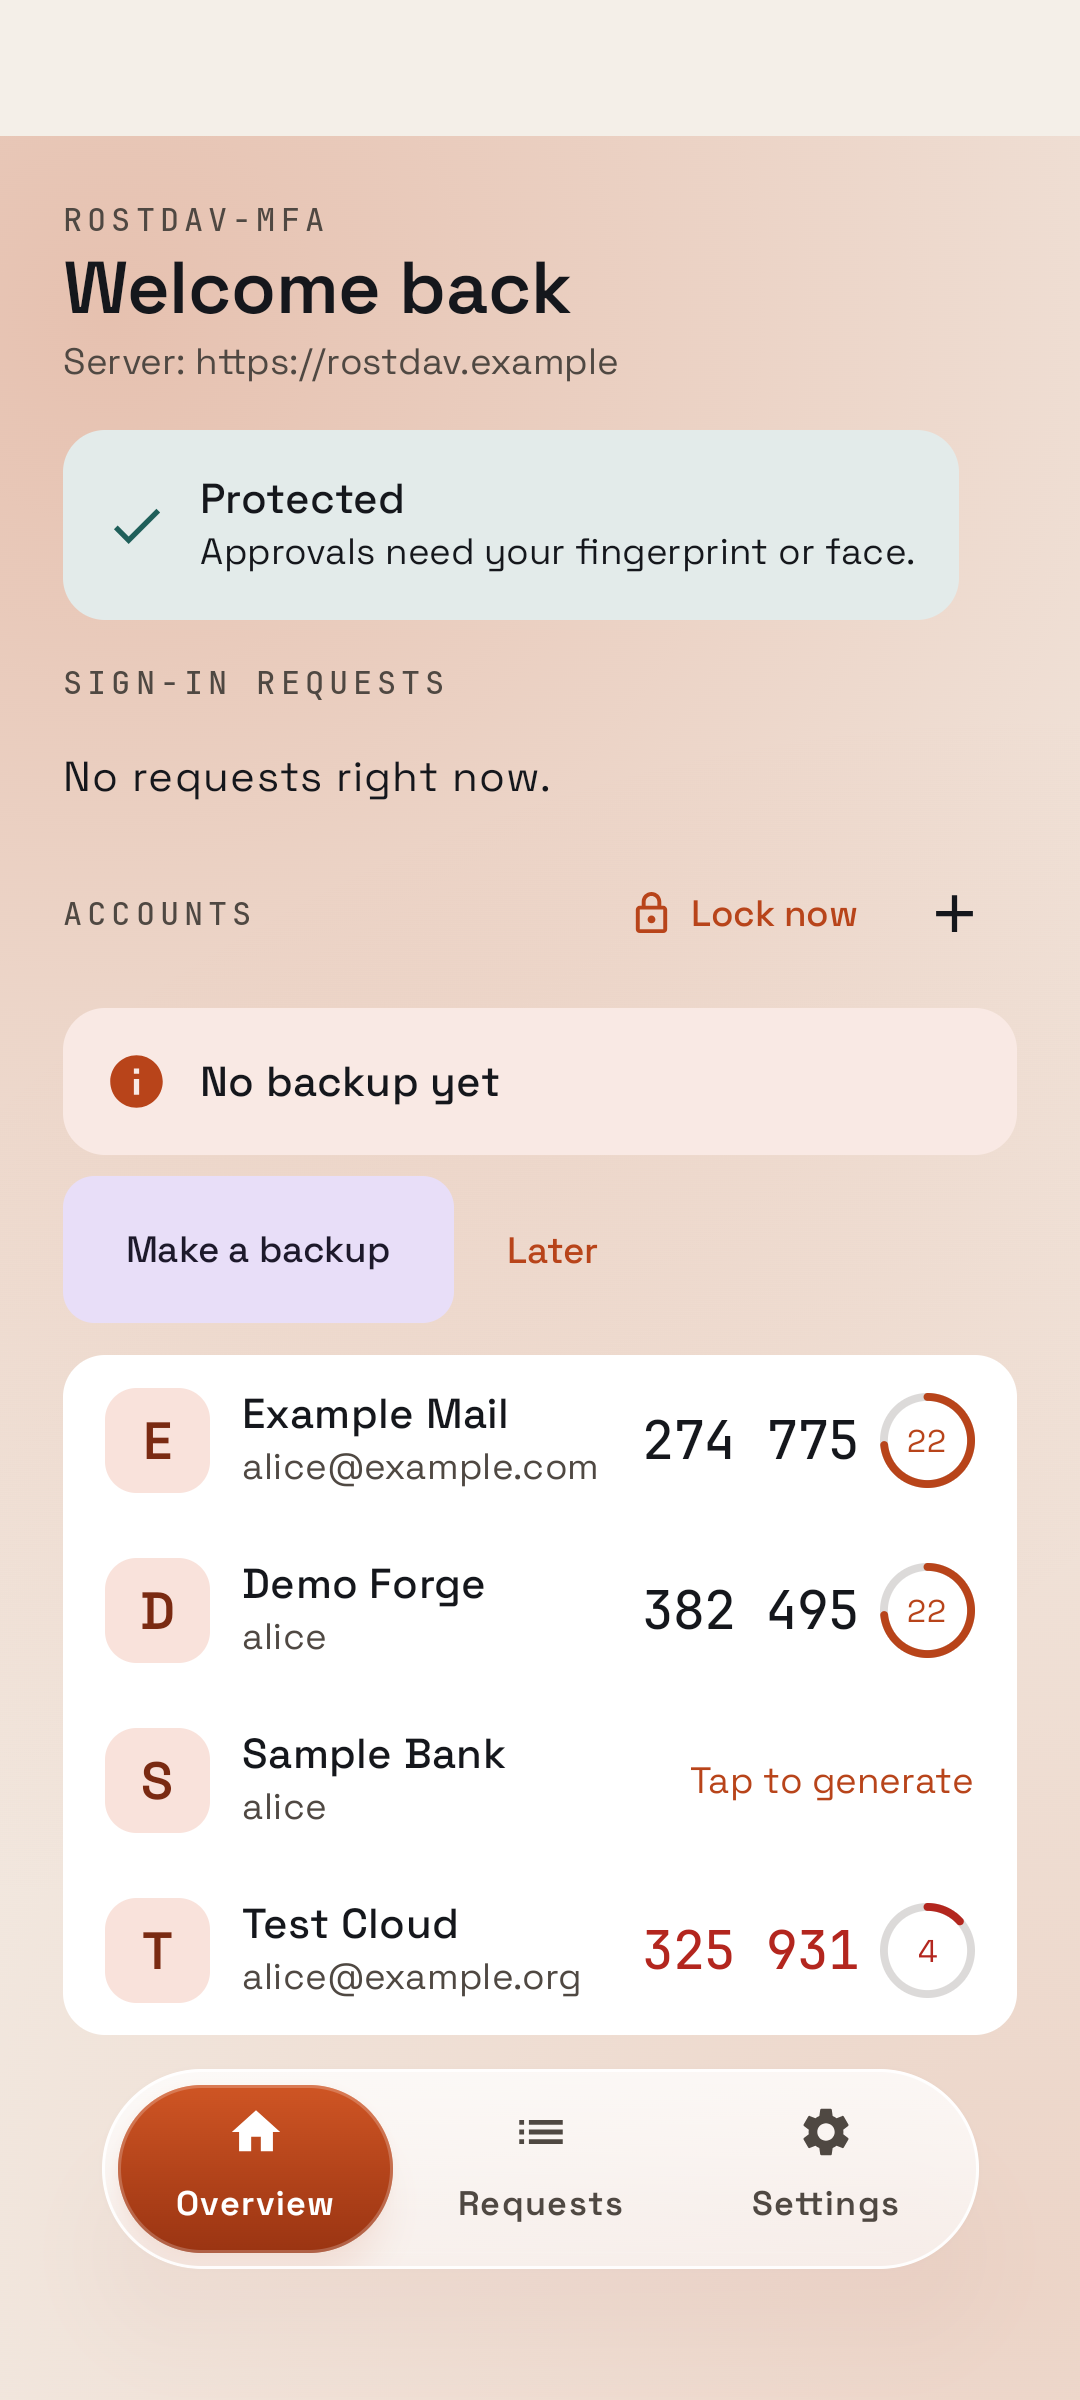 ROSTDAV-MFA
Welcome back
Server: https://rostdav.example
Protected
Approvals need your fingerprint or face.
SIGN-IN REQUESTS
No requests right now.
ACCOUNTS
Lock now
No backup yet
Make a backup
Later
E
Example Mail
alice@example.com
274 775
22
D
Demo Forge
alice
382 495
22
S
Sample Bank
alice
Tap to generate
T
Test Cloud
alice@example.org
325 931
4
Overview
Requests
Settings